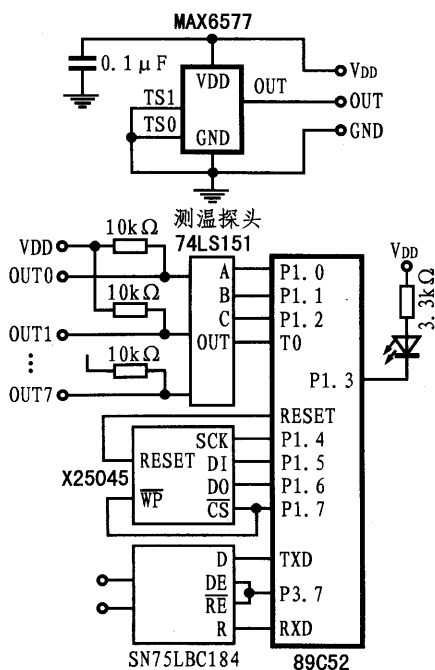 MAX6577
0.1μF
VDD
TS1
TS0
GND
OUT
VDD
OUT
GND
测温探头
74LS151
10kΩ
VDD
OUT0
10kΩ
OUT1
10kΩ
⋮
OUT7
A
B
C
OUT
P1.0
P1.1
P1.2
T0
P1.3
VDD
3.3kΩ
RESET
P1.4
P1.5
P1.6
P1.7
X25045
RESET
WP
SCK
DI
DO
CS
D
DE
RE
R
TXD
P3.7
RXD
SN75LBC184
89C52